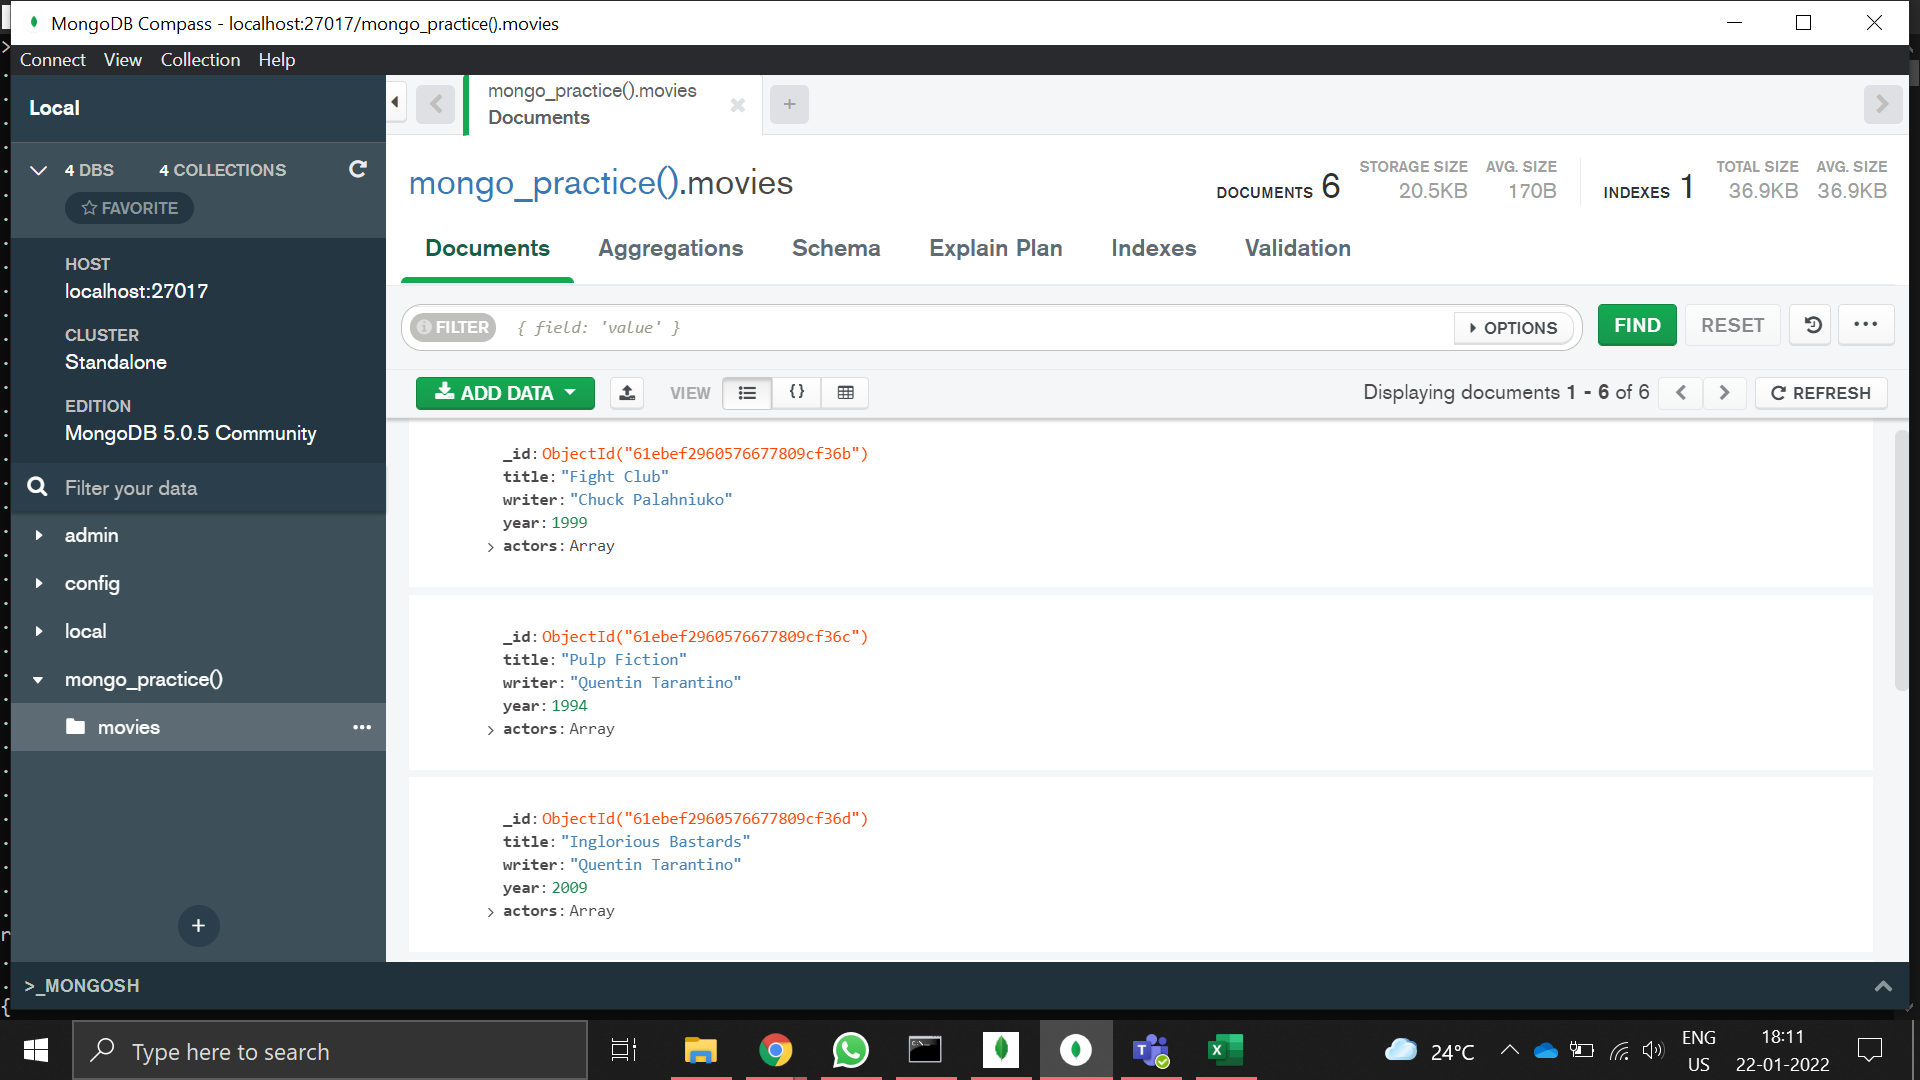 MongoDB Compass - localhost:27017/mongo_practice().movies
Connect View Collection Help
Local
4 DBS 4 COLLECTIONS
FAVORITE
HOST
localhost:27017
CLUSTER
Standalone
EDITION
MongoDB 5.0.5 Community
Filter your data
admin
config
local
mongo_practice()
movies
mongo_practice().movies
Documents
mongo_practice().movies
DOCUMENTS 6
STORAGE SIZE
20.5KB
AVG. SIZE
170B
INDEXES 1
TOTAL SIZE
36.9KB
AVG. SIZE
36.9KB
Documents Aggregations Schema Explain Plan Indexes Validation
FILTER { field: 'value' } OPTIONS FIND RESET
ADD DATA VIEW {} Displaying documents 1 - 6 of 6 REFRESH
_id: ObjectId("61ebef2960576677809cf36b")
title: "Fight Club"
writer: "Chuck Palahniuko"
year: 1999
actors: Array
_id: ObjectId("61ebef2960576677809cf36c")
title: "Pulp Fiction"
writer: "Quentin Tarantino"
year: 1994
actors: Array
_id: ObjectId("61ebef2960576677809cf36d")
title: "Inglorious Bastards"
writer: "Quentin Tarantino"
year: 2009
actors: Array
>_MONGOSH
Type here to search
24°C
ENG
US
18:11
22-01-2022